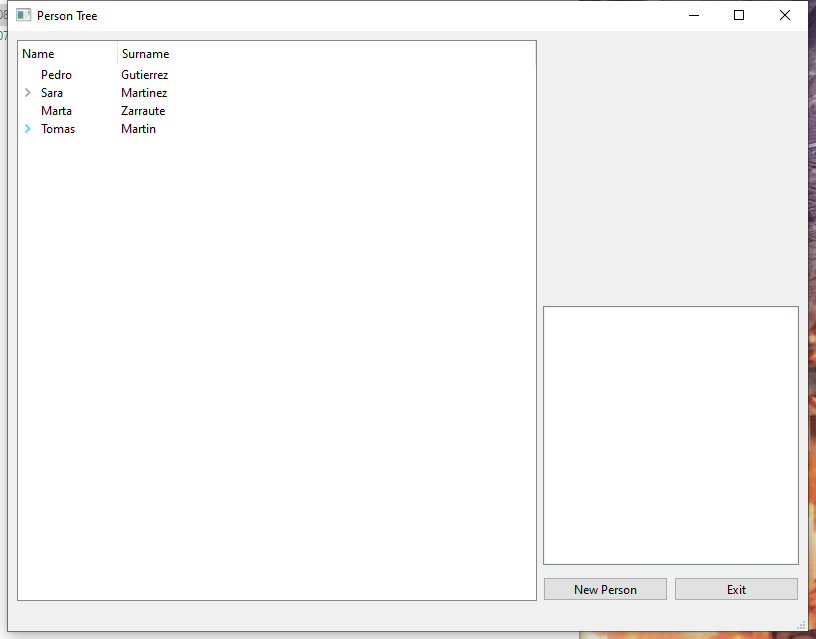 Person Tree
Name Surname
Pedro Gutierrez
Sara Martinez
Marta Zarraute
Tomas Martin
New Person Exit